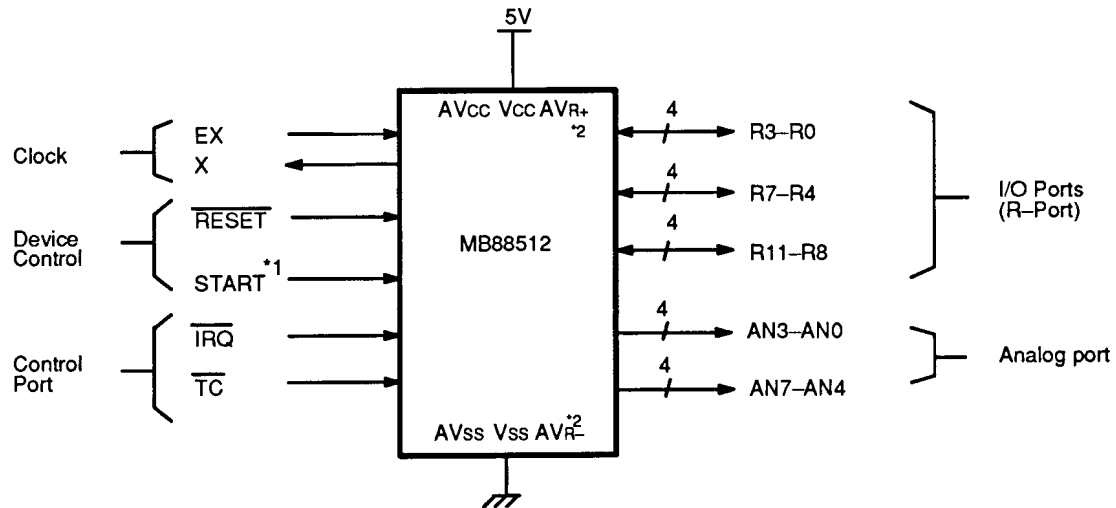 5V
AVCC VCC AVR+
*2
Clock
EX
X
Device
Control
RESET
START*1
Control
Port
IRQ
TC
MB88512
AVSS VSS AVR–*2
4
R3–R0
4
R7–R4
4
R11–R8
I/O Ports
(R–Port)
4
AN3–AN0
4
AN7–AN4
Analog port